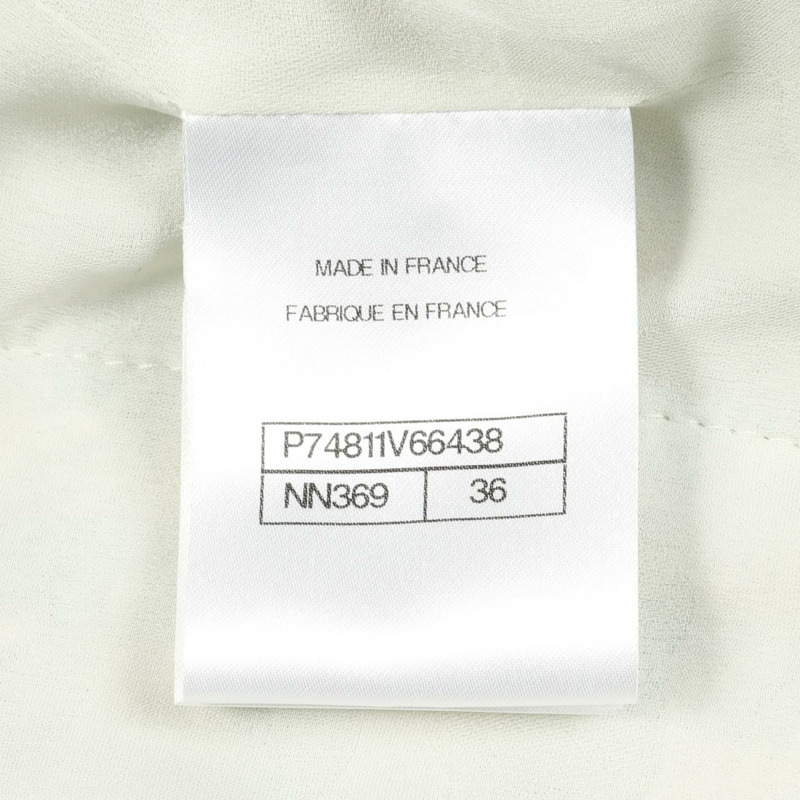 MADE IN FRANCE
FABRIQUE EN FRANCE
P74811V66438
NN369 36